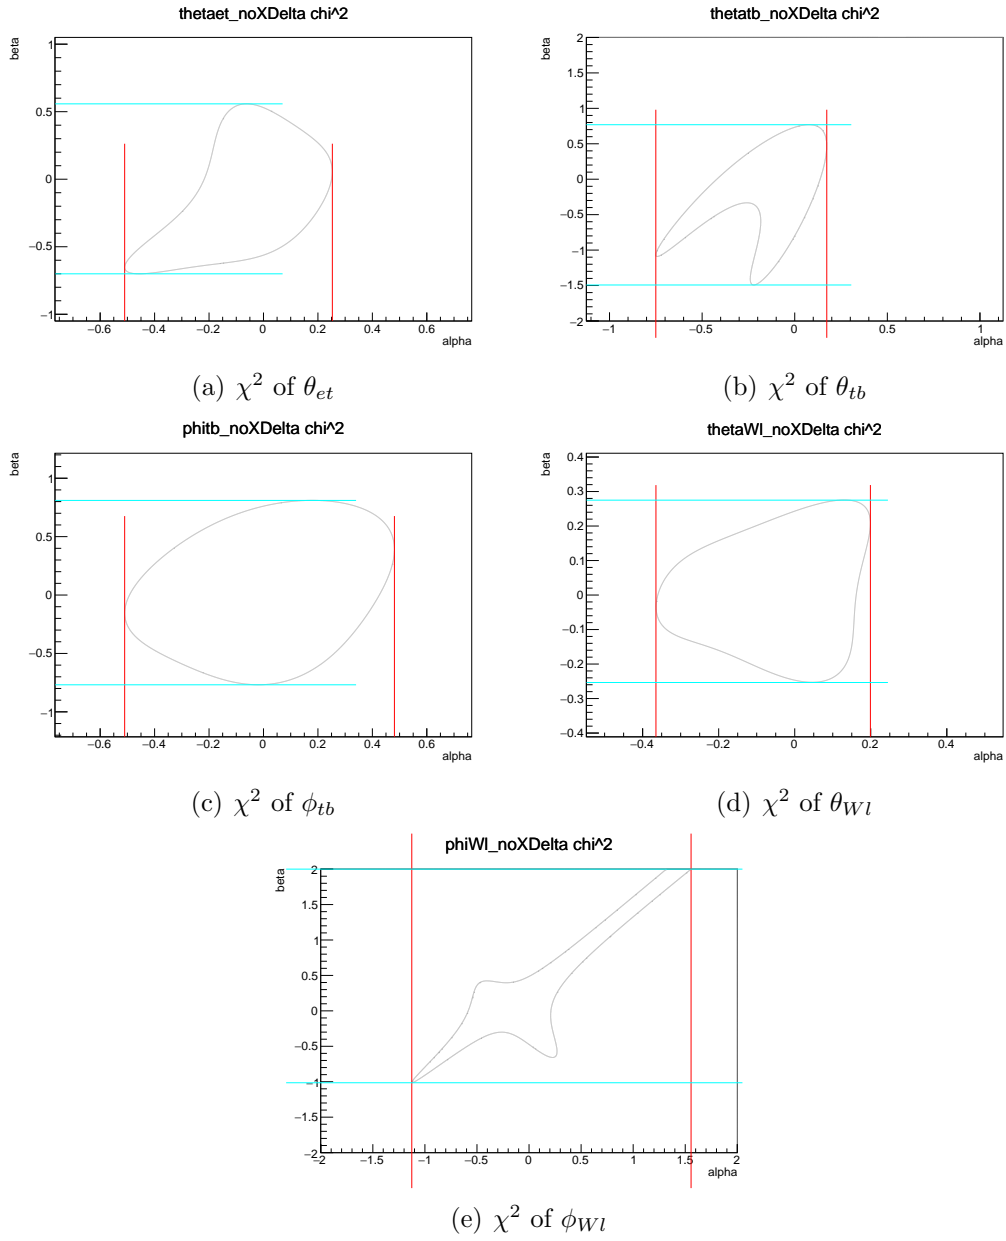 thetaet_noXDelta chi^2
beta
1
0.5
0
−0.5
−1
−0.6 −0.4 −0.2 0 0.2 0.4 0.6
alpha
(a) χ² of θ_et
thetatb_noXDelta chi^2
beta
2
1.5
1
0.5
0
−0.5
−1
−1.5
−2
−1 −0.5 0 0.5 1
alpha
(b) χ² of θ_tb
phitb_noXDelta chi^2
beta
1
0.5
0
−0.5
−1
−0.6 −0.4 −0.2 0 0.2 0.4 0.6
alpha
(c) χ² of ϕ_tb
thetaWl_noXDelta chi^2
beta
0.4
0.3
0.2
0.1
0
−0.1
−0.2
−0.3
−0.4
−0.4 −0.2 0 0.2 0.4
alpha
(d) χ² of θ_Wl
phiWl_noXDelta chi^2
beta
2
1.5
1
0.5
0
−0.5
−1
−1.5
−2
−2 −1.5 −1 −0.5 0 0.5 1 1.5 2
alpha
(e) χ² of ϕ_Wl